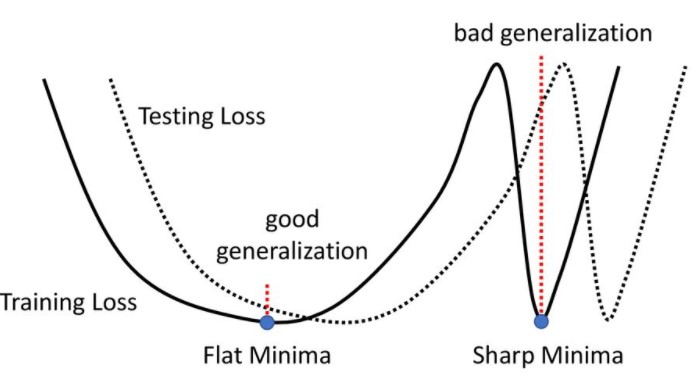 bad generalization
Testing Loss
good
generalization
Training Loss
Flat Minima
Sharp Minima